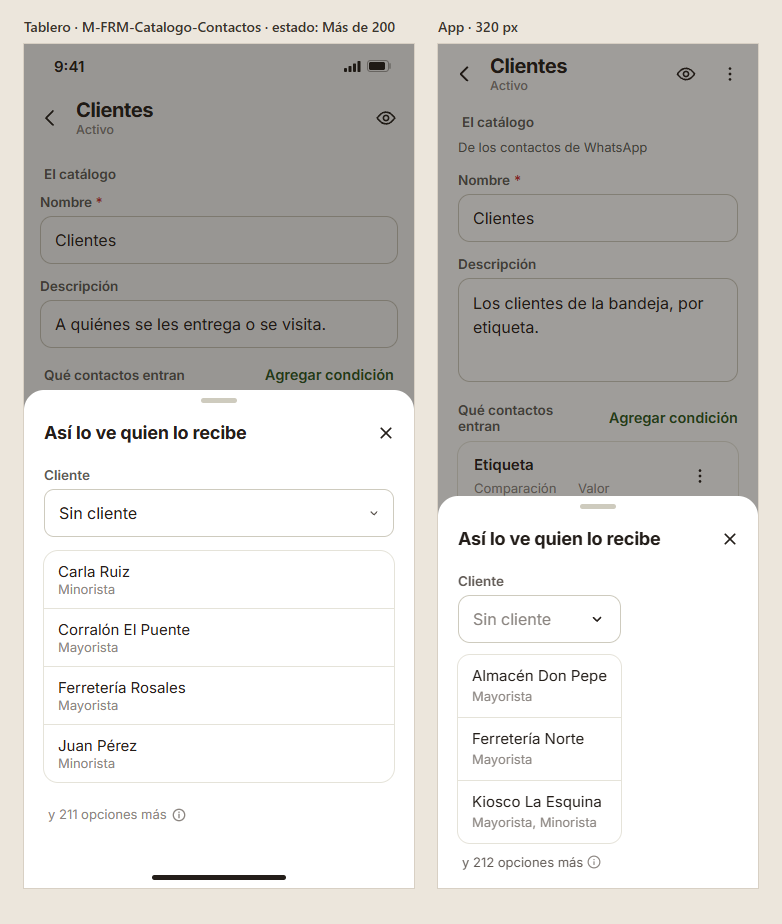 Tablero · M-FRM-Catalogo-Contactos · estado: Más de 200
9:41
Clientes
Activo
El catálogo
Nombre *
Clientes
Descripción
A quiénes se les entrega o se visita.
Qué contactos entran
Agregar condición
Así lo ve quien lo recibe
Cliente
Sin cliente
Carla Ruiz
Minorista
Corralón El Puente
Mayorista
Ferretería Rosales
Mayorista
Juan Pérez
Minorista
y 211 opciones más
App · 320 px
Clientes
Activo
El catálogo
De los contactos de WhatsApp
Nombre *
Clientes
Descripción
Los clientes de la bandeja, por
etiqueta.
Qué contactos
entran
Agregar condición
Etiqueta
Comparación Valor
Así lo ve quien lo recibe
Cliente
Sin cliente
Almacén Don Pepe
Mayorista
Ferretería Norte
Mayorista
Kiosco La Esquina
Mayorista, Minorista
y 212 opciones más